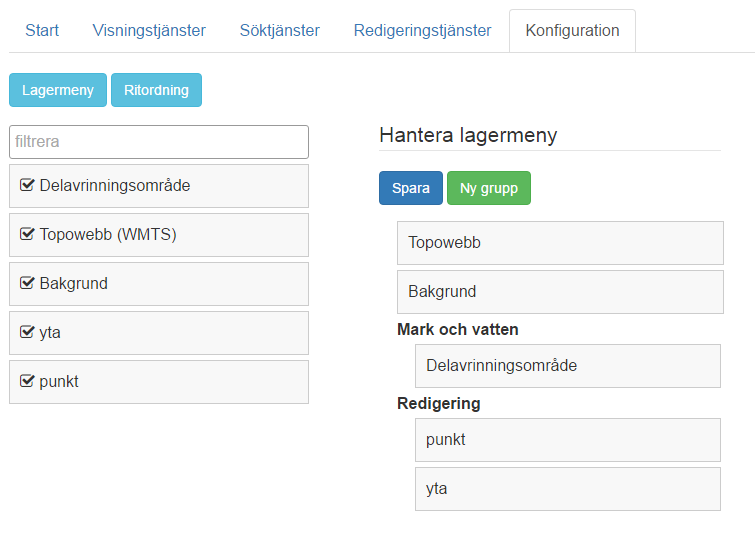 Start Visningstjänster Söktjänster Redigeringstjänster Konfiguration
Lagermeny Ritordning
filtrera
Delavrinningsområde
Topowebb (WMTS)
Bakgrund
yta
punkt
Hantera lagermeny
Spara Ny grupp
Topowebb
Bakgrund
Mark och vatten
Delavrinningsområde
Redigering
punkt
yta